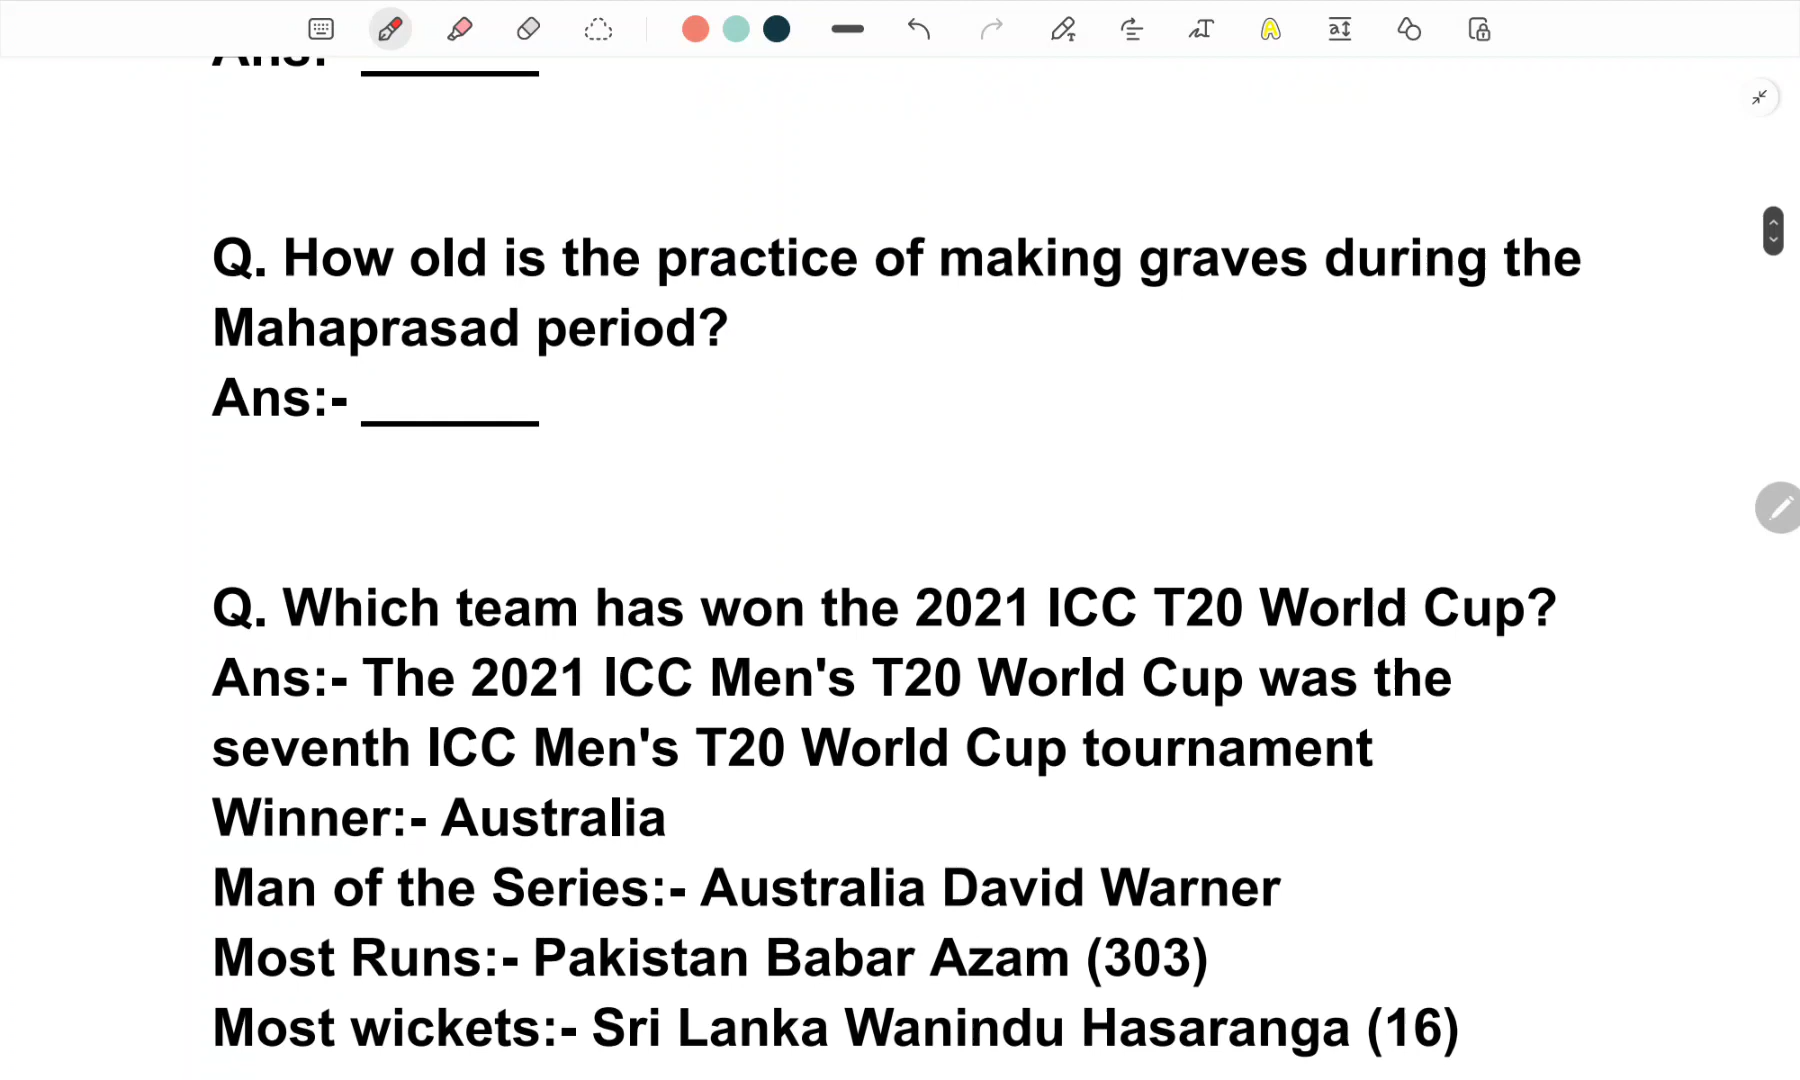 Ans:
Q. How old is the practice of making graves during the
Mahaprasad period?
Ans:- ______
Q. Which team has won the 2021 ICC T20 World Cup?
Ans:- The 2021 ICC Men's T20 World Cup was the
seventh ICC Men's T20 World Cup tournament
Winner:- Australia
Man of the Series:- Australia David Warner
Most Runs:- Pakistan Babar Azam (303)
Most wickets:- Sri Lanka Wanindu Hasaranga (16)